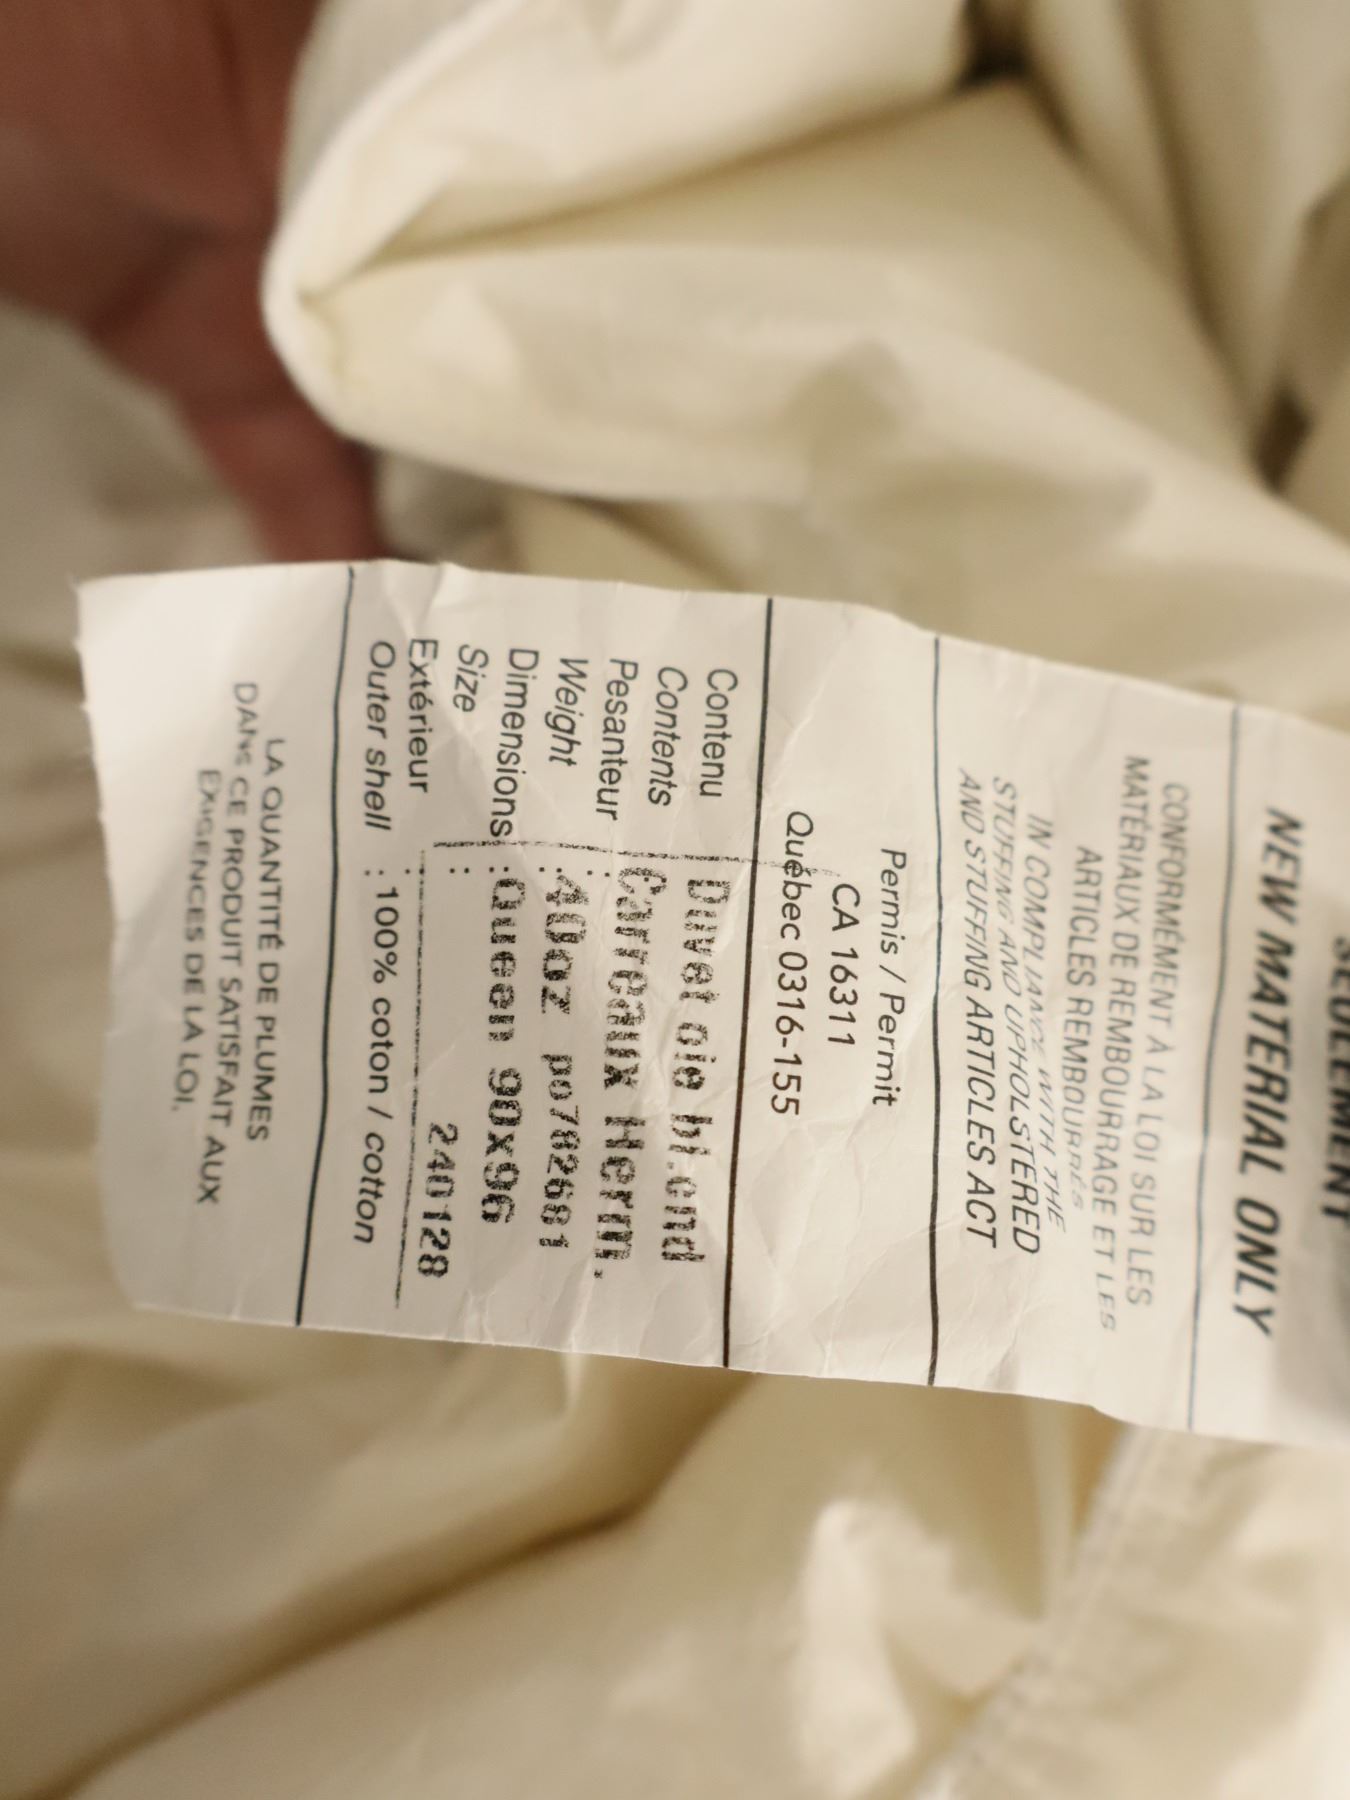 SEULEMENT
NEW MATERIAL ONLY
CONFORMÉMENT À LA LOI SUR LES
MATÉRIAUX DE REMBOURRAGE ET LES
ARTICLES REMBOURRÉS
IN COMPLIANCE WITH THE
STUFFING AND UPHOLSTERED
AND STUFFING ARTICLES ACT
Permis / Permit
CA 16311
Québec 0316-155
Contenu Duvet oie bl.cnd
Contents
Pesanteur : Carreaux Herm.
Weight : 40oz po782681
Dimensions : Queen 90x96
Size :
Extérieur : 240128
Outer shell : 100% coton / cotton
LA QUANTITÉ DE PLUMES
DANS CE PRODUIT SATISFAIT AUX
EXIGENCES DE LA LOI.